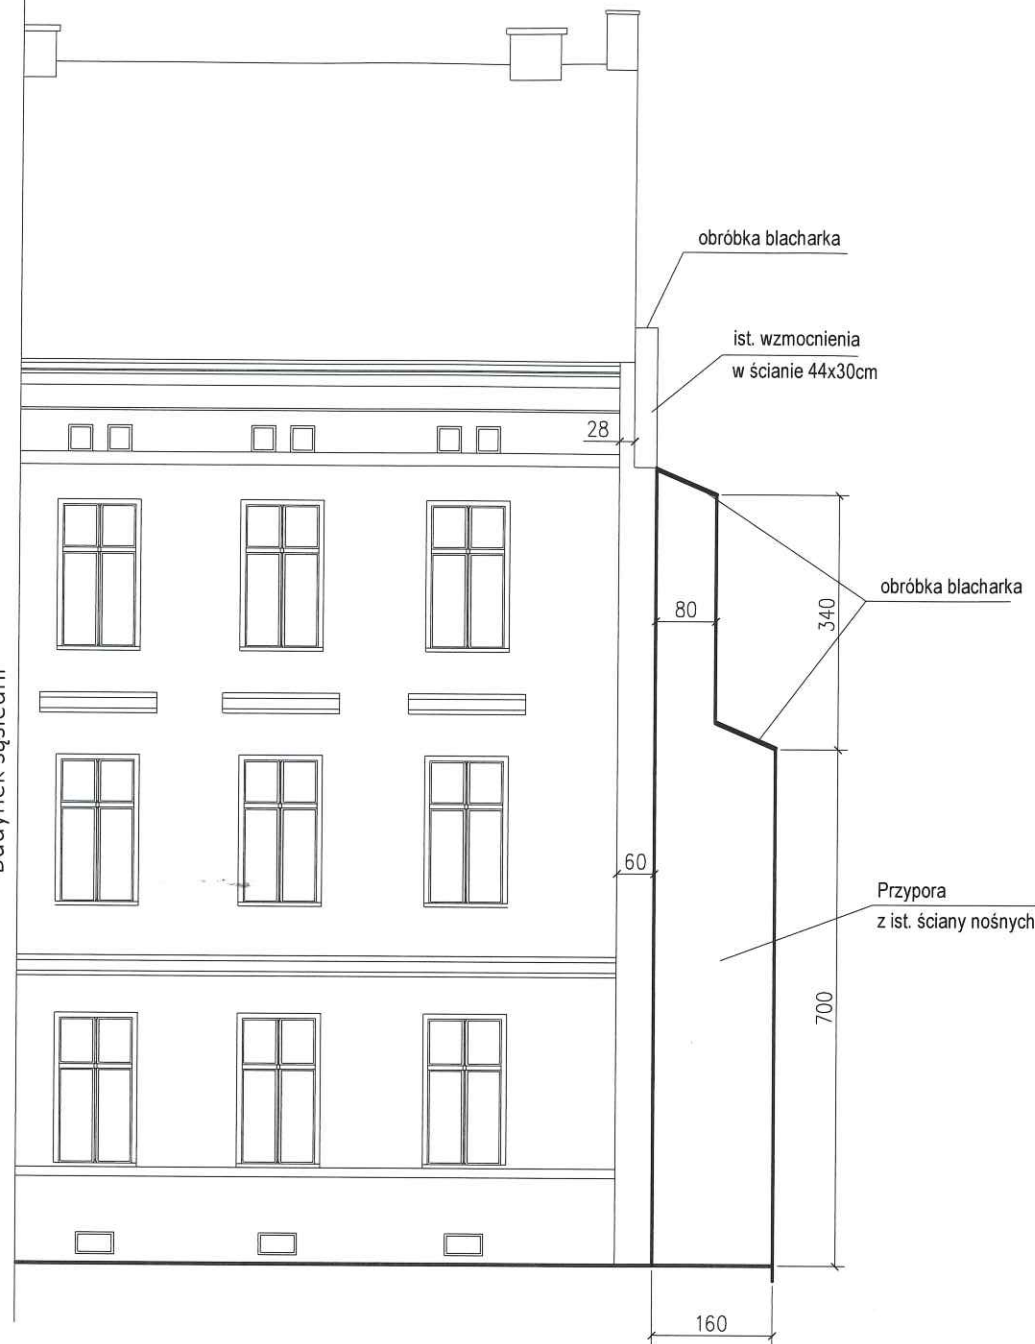 obróbka blacharka
ist. wzmocnienia
w ścianie 44x30cm
28
obróbka blacharka
80
340
60
Przypora
z ist. ściany nośnych
700
160